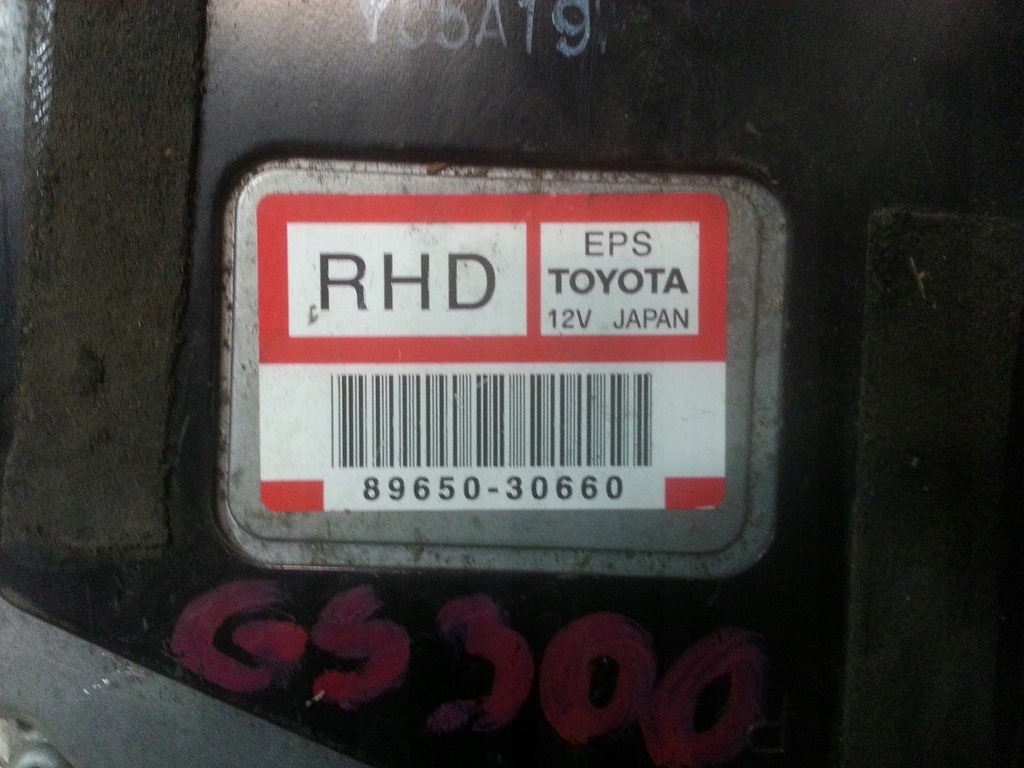 RHD
EPS
TOYOTA
12V JAPAN
89650-30660
GS300